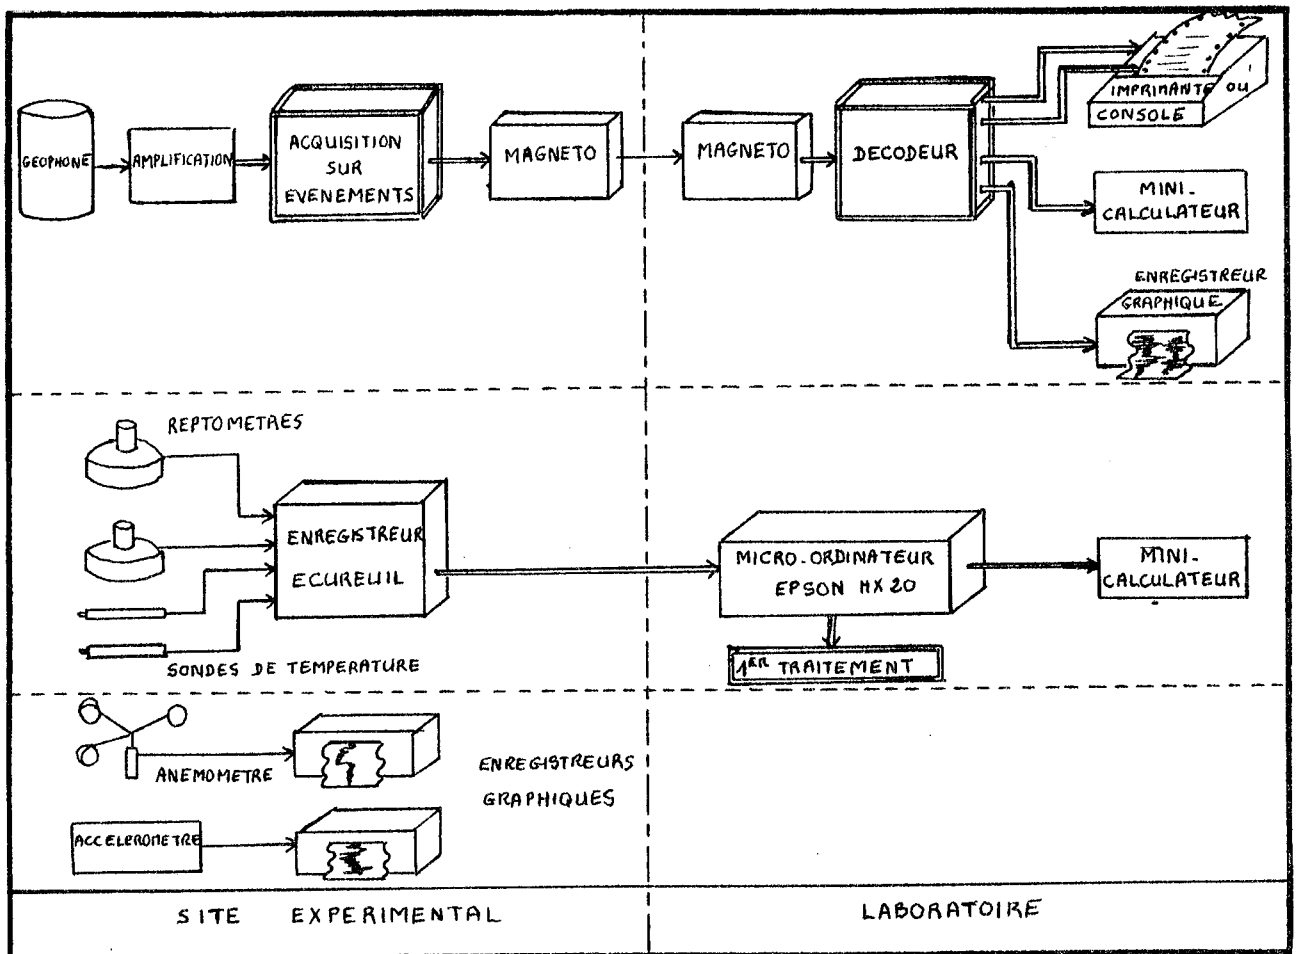 GEOPHONE
AMPLIFICATION
ACQUISITION
SUR
EVENEMENTS
MAGNETO
MAGNETO
DECODEUR
IMPRIMANTE OU
CONSOLE
MINI-
CALCULATEUR
ENREGISTREUR
GRAPHIQUE
REPTOMETRES
ENREGISTREUR
ECUREUIL
SONDES DE TEMPERATURE
MICRO-ORDINATEUR
EPSON HX 20
1ER TRAITEMENT
MINI-
CALCULATEUR
ANEMOMETRE
ENREGISTREURS
GRAPHIQUES
ACCELEROMETRE
SITE EXPERIMENTAL
LABORATOIRE